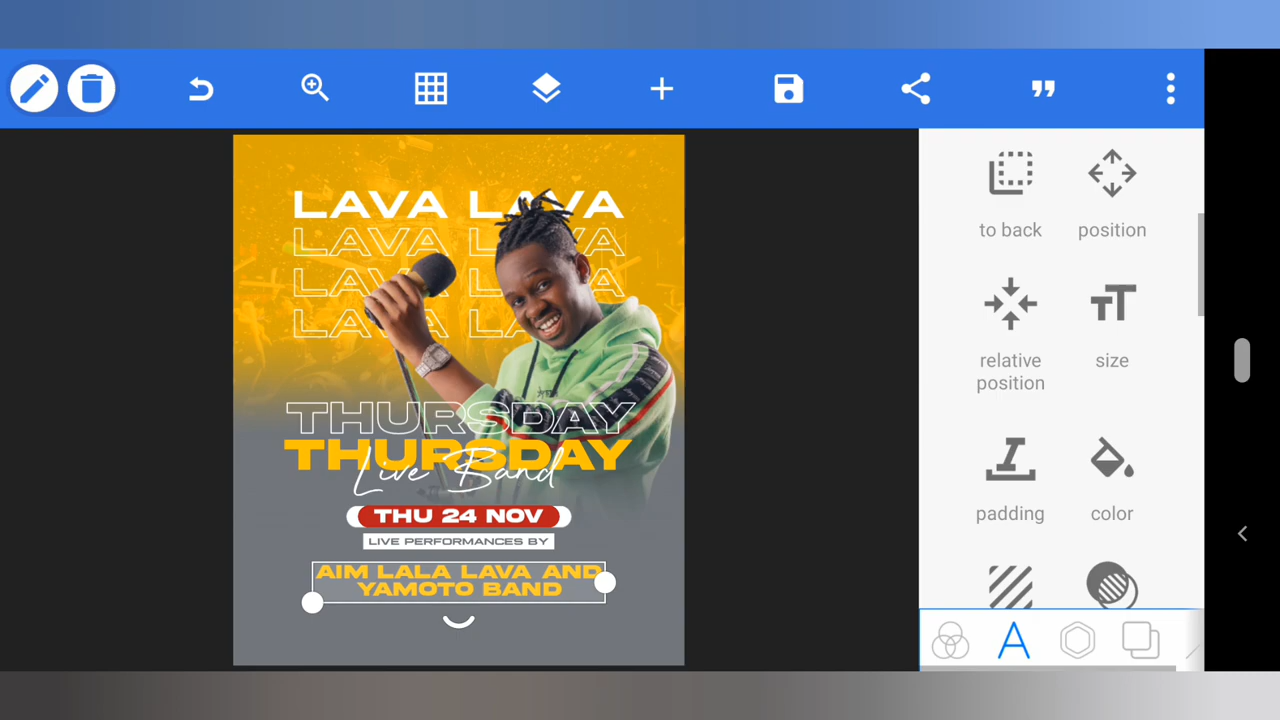 LAVA LAVA
LAVA LAVA
LAVA LAVA
LAVA LAVA
THURSDAY
THURSDAY
Live Band
THU 24 NOV
LIVE PERFORMANCES BY
AIM LALA LAVA AND
YAMOTO BAND
to back
position
relative
position
size
padding
color